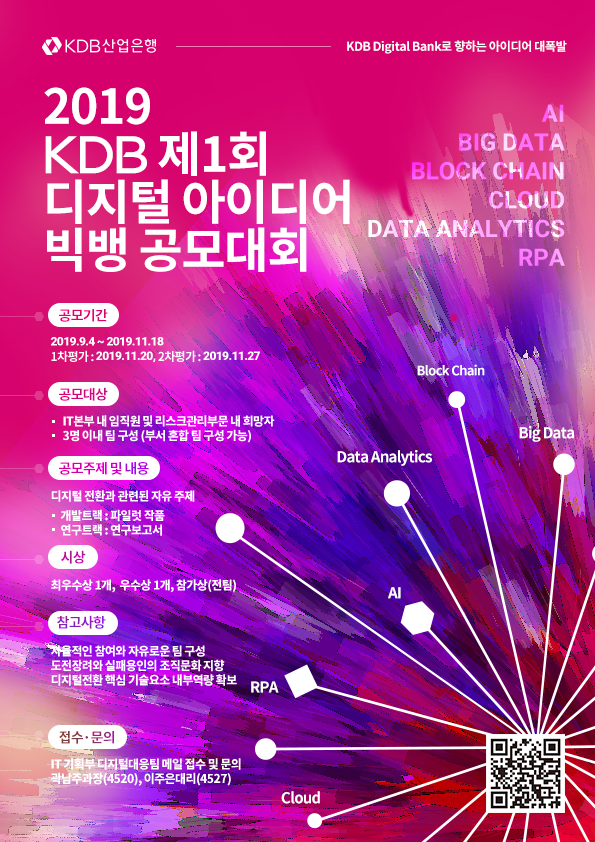 KDB산업은행
KDB Digital Bank로 향하는 아이디어 대폭발
2019
KDB 제1회
디지털 아이디어
빅뱅 공모대회
AI
BIG DATA
BLOCK CHAIN
CLOUD
DATA ANALYTICS
RPA
공모기간
2019.9.4 ~ 2019.11.18
1차평가 : 2019.11.20, 2차평가 : 2019.11.27
공모대상
· IT본부 내 임직원 및 리스크관리부문 내 희망자
· 3명 이내 팀 구성 (부서 혼합 팀 구성 가능)
공모주제 및 내용
디지털 전환과 관련된 자유 주제
· 개발트랙 : 파일럿 작품
· 연구트랙 : 연구보고서
시상
최우수상 1개, 우수상 1개, 참가상(전팀)
참고사항
자율적인 참여와 자유로운 팀 구성
도전장려와 실패용인의 조직문화 지향
디지털전환 핵심 기술요소 내부역량 확보
접수·문의
IT 기획부 디지털대응팀 메일 접수 및 문의
곽남주과장(4520), 이주은대리(4527)
Block Chain
Big Data
Data Analytics
AI
RPA
Cloud